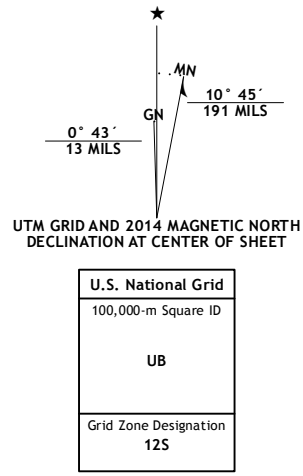 ★
MN
10° 45´
191 MILS
GN
0° 43´
13 MILS
UTM GRID AND 2014 MAGNETIC NORTH
DECLINATION AT CENTER OF SHEET
U.S. National Grid
100,000-m Square ID
UB
Grid Zone Designation
12S